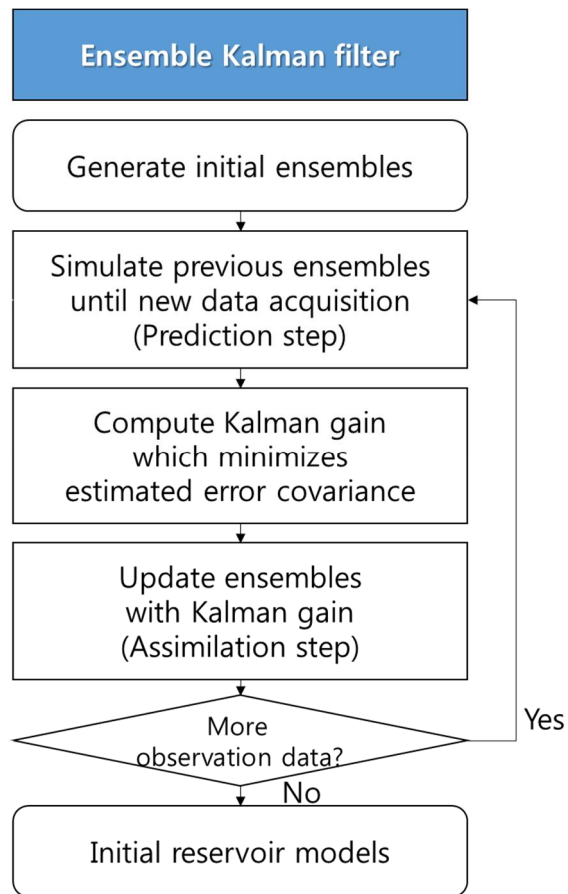 Ensemble Kalman filter
Generate initial ensembles
Simulate previous ensembles
until new data acquisition
(Prediction step)
Compute Kalman gain
which minimizes
estimated error covariance
Update ensembles
with Kalman gain
(Assimilation step)
More
observation data?
Yes
No
Initial reservoir models